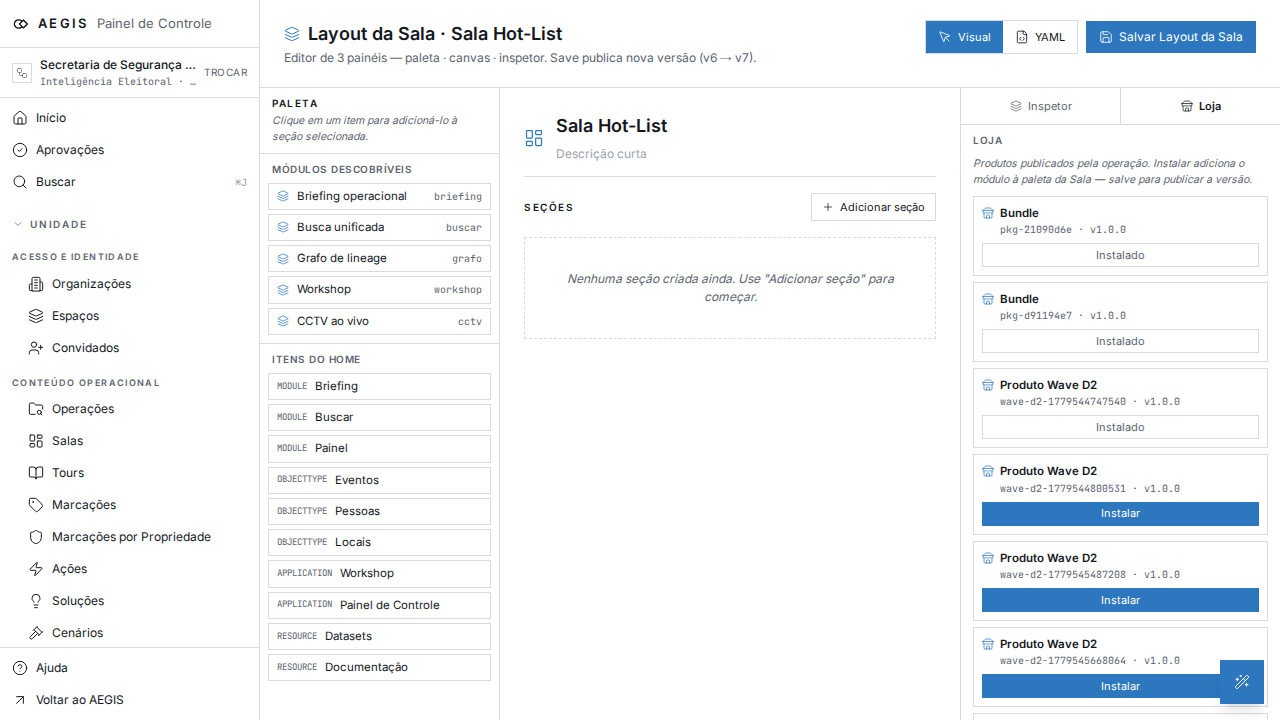 AEGIS Painel de Controle
Secretaria de Segurança ...
Inteligência Eleitoral · …
TROCAR
Início
Aprovações
Buscar ⌘J
UNIDADE
ACESSO E IDENTIDADE
Organizações
Espaços
Convidados
CONTEÚDO OPERACIONAL
Operações
Salas
Tours
Marcações
Marcações por Propriedade
Ações
Soluções
Cenários
Ajuda
Voltar ao AEGIS
Layout da Sala · Sala Hot-List
Editor de 3 painéis — paleta · canvas · inspetor. Save publica nova versão (v6 → v7).
Visual
YAML
Salvar Layout da Sala
PALETA
Clique em um item para adicioná-lo à
seção selecionada.
MÓDULOS DESCOBRÍVEIS
Briefing operacional briefing
Busca unificada buscar
Grafo de lineage grafo
Workshop workshop
CCTV ao vivo cctv
ITENS DO HOME
MODULE Briefing
MODULE Buscar
MODULE Painel
OBJECTTYPE Eventos
OBJECTTYPE Pessoas
OBJECTTYPE Locais
APPLICATION Workshop
APPLICATION Painel de Controle
RESOURCE Datasets
RESOURCE Documentação
Sala Hot-List
Descrição curta
SEÇÕES
Adicionar seção
Nenhuma seção criada ainda. Use "Adicionar seção" para
começar.
Inspetor
Loja
LOJA
Produtos publicados pela operação. Instalar adiciona o
módulo à paleta da Sala — salve para publicar a versão.
Bundle
pkg-21090d6e · v1.0.0
Instalado
Bundle
pkg-d91194e7 · v1.0.0
Instalado
Produto Wave D2
wave-d2-1779544747540 · v1.0.0
Instalado
Produto Wave D2
wave-d2-1779544800531 · v1.0.0
Instalar
Produto Wave D2
wave-d2-1779545487208 · v1.0.0
Instalar
Produto Wave D2
wave-d2-1779545668064 · v1.0.0
Instalar